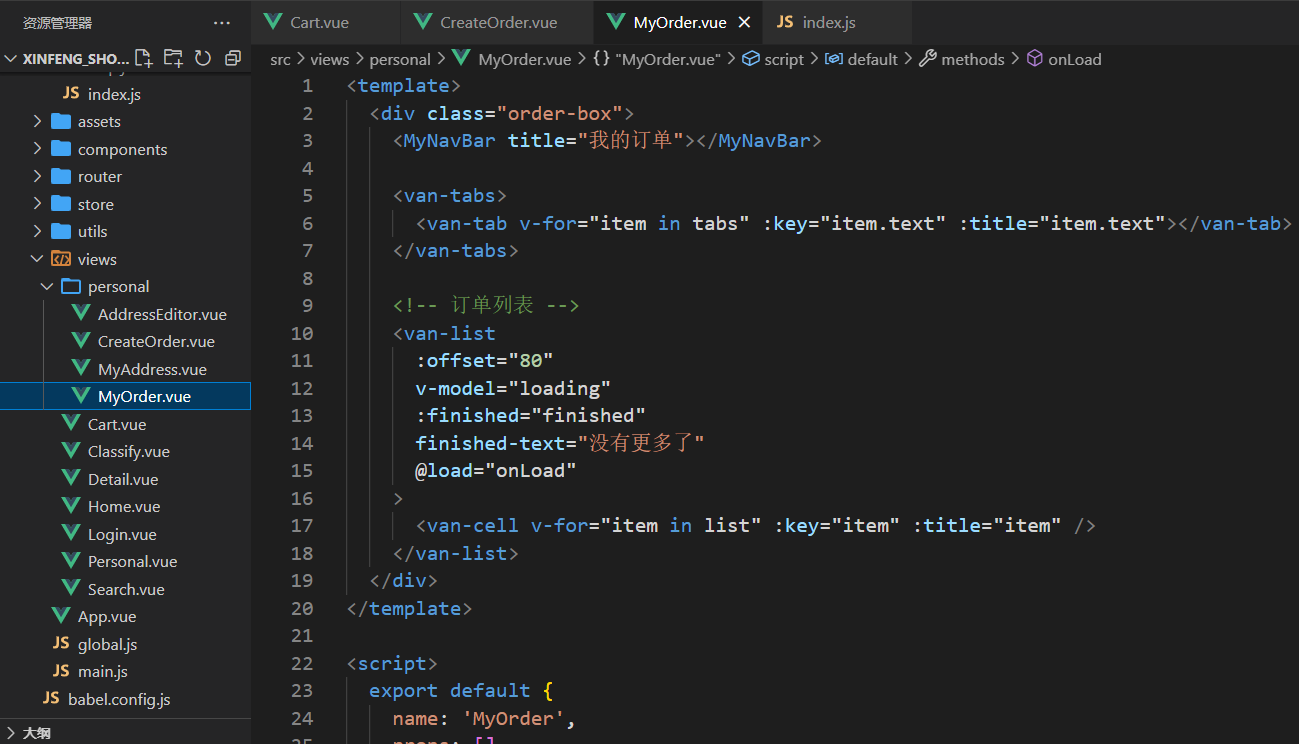 资源管理器 ···
XINFENG_SHO...
JS index.js
assets
components
router
store
utils
views
personal
AddressEditor.vue
CreateOrder.vue
MyAddress.vue
MyOrder.vue
Cart.vue
Classify.vue
Detail.vue
Home.vue
Login.vue
Personal.vue
Search.vue
App.vue
JS global.js
JS main.js
JS babel.config.js
大纲
Cart.vue CreateOrder.vue MyOrder.vue JS index.js
src > views > personal > MyOrder.vue > {} "MyOrder.vue" > script > default > methods > onLoad
1 <template>
2 <div class="order-box">
3 <MyNavBar title="我的订单"></MyNavBar>
4
5 <van-tabs>
6 <van-tab v-for="item in tabs" :key="item.text" :title="item.text"></van-tab>
7 </van-tabs>
8
9 <!-- 订单列表 -->
10 <van-list
11 :offset="80"
12 v-model="loading"
13 :finished="finished"
14 finished-text="没有更多了"
15 @load="onLoad"
16 >
17 <van-cell v-for="item in list" :key="item" :title="item" />
18 </van-list>
19 </div>
20 </template>
21
22 <script>
23 export default {
24 name: 'MyOrder',
25 props: []